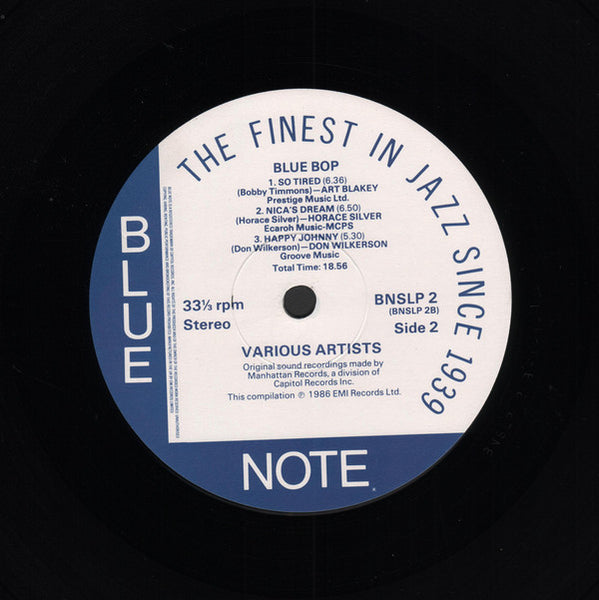 THE FINEST IN JAZZ SINCE 1939
BLUE BOP
1. SO TIRED (6.36)
(Bobby Timmons)—ART BLAKEY
Prestige Music Ltd.
2. NICA'S DREAM (6.50)
(Horace Silver)—HORACE SILVER
Ecaroh Music-MCPS
3. HAPPY JOHNNY (5.30)
(Don Wilkerson)—DON WILKERSON
Groove Music
Total Time: 18.56
33⅓ rpm
Stereo
BNSLP 2
(BNSLP 2B)
Side 2
VARIOUS ARTISTS
Original sound recordings made by
Manhattan Records, a division of
Capitol Records Inc.
This compilation ℗ 1986 EMI Records Ltd.
BLUE
NOTE